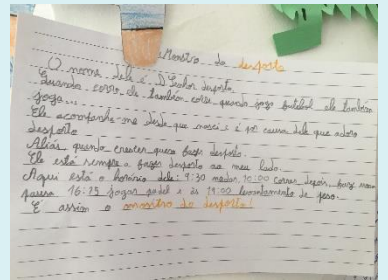 Monstro do desporto
O nome dele é: O Senhor desporto.
Quando corro ele também corre, quando jogo futebol ele também
joga...
Ele acompanha-me desde que nasci e é por causa dele que adoro
desporto.
Aliás, quando crescer quero fazer desporto.
Ele está sempre a fazer desporto ao meu lado.
Aqui está o horário dele: 9:30 nadar, 10:00 correr, depois faz uma
pausa 16:25 jogar padel e às 19:00 levantamento de peso.
E assim o monstro do desporto!